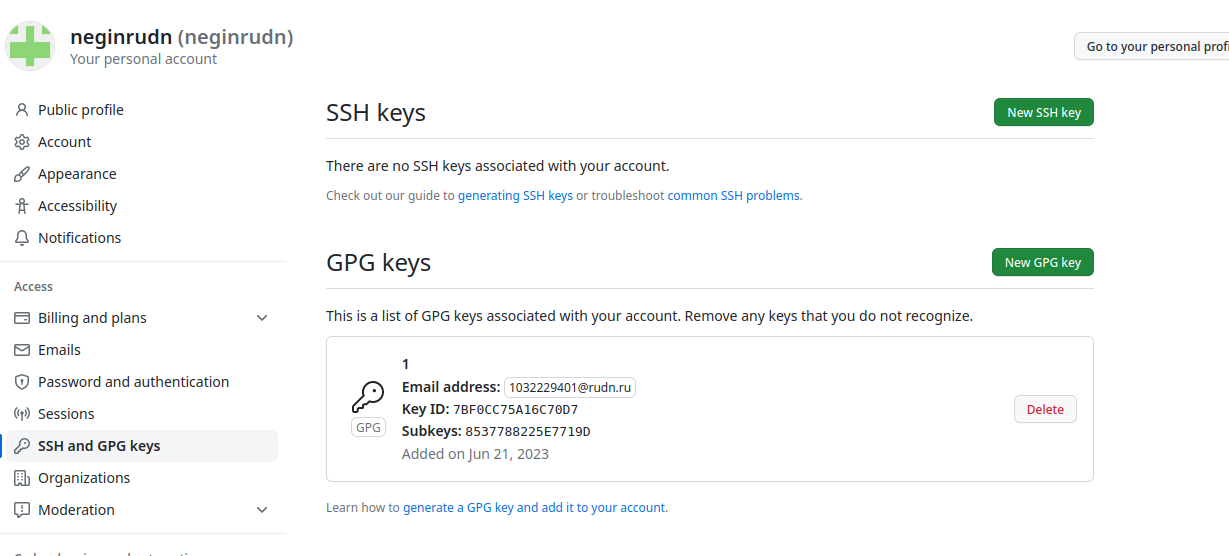 neginrudn (neginrudn)
Your personal account
Go to your personal profi
Public profile
Account
Appearance
Accessibility
Notifications
Access
Billing and plans
Emails
Password and authentication
Sessions
SSH and GPG keys
Organizations
Moderation
SSH keys
New SSH key
There are no SSH keys associated with your account.
Check out our guide to generating SSH keys or troubleshoot common SSH problems.
GPG keys
New GPG key
This is a list of GPG keys associated with your account. Remove any keys that you do not recognize.
1
Email address: 1032229401@rudn.ru
GPG
Key ID: 7BF0CC75A16C70D7
Subkeys: 8537788225E7719D
Added on Jun 21, 2023
Delete
Learn how to generate a GPG key and add it to your account.